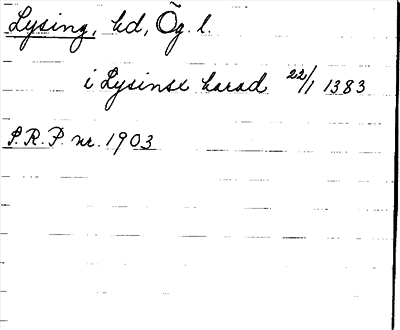 Lysing, hd, Ög. l.
i Lysinse harad 22/1 1383
S.R.P. nr. 1903